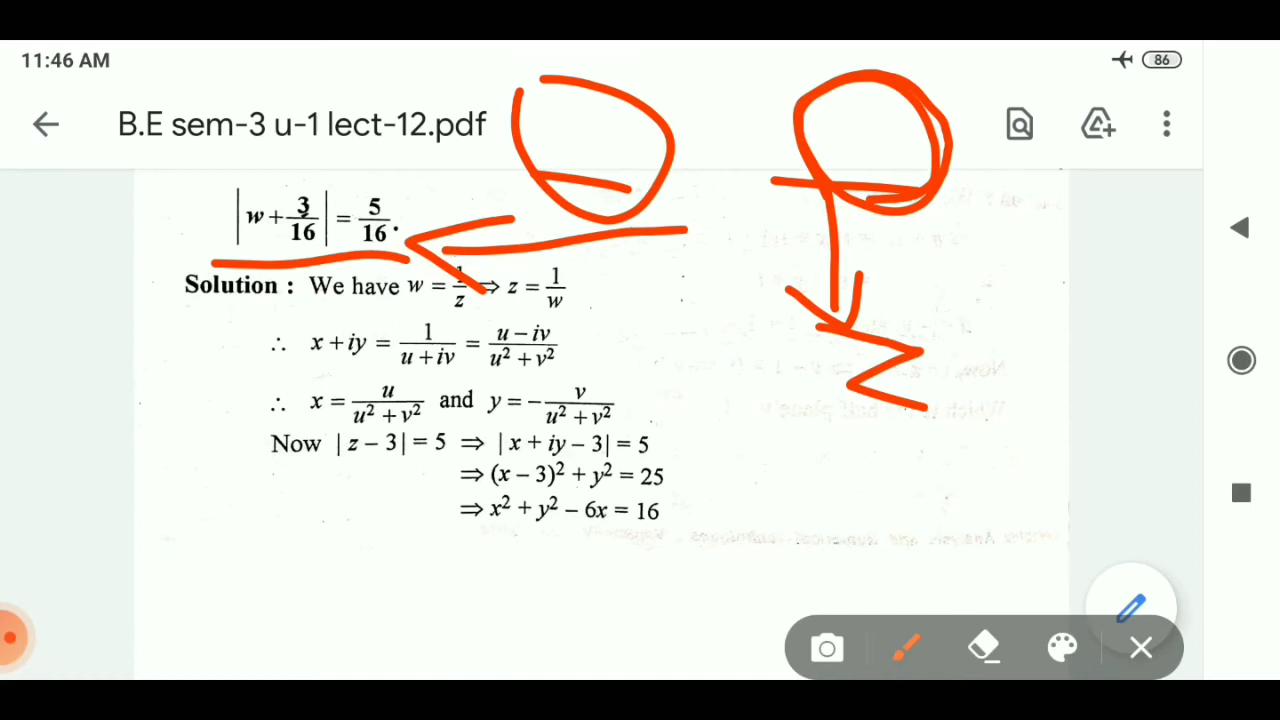 11:46 AM
86
B.E sem-3 u-1 lect-12.pdf
|w + 3/16| = 5/16.
Solution : We have w = 1/z ⇒ z = 1/w
∴ x + iy = 1/(u + iv) = (u − iv)/(u² + v²)
∴ x = u/(u² + v²) and y = − v/(u² + v²)
Now | z − 3 | = 5 ⇒ | x + iy − 3| = 5
⇒ (x − 3)² + y² = 25
⇒ x² + y² − 6x = 16